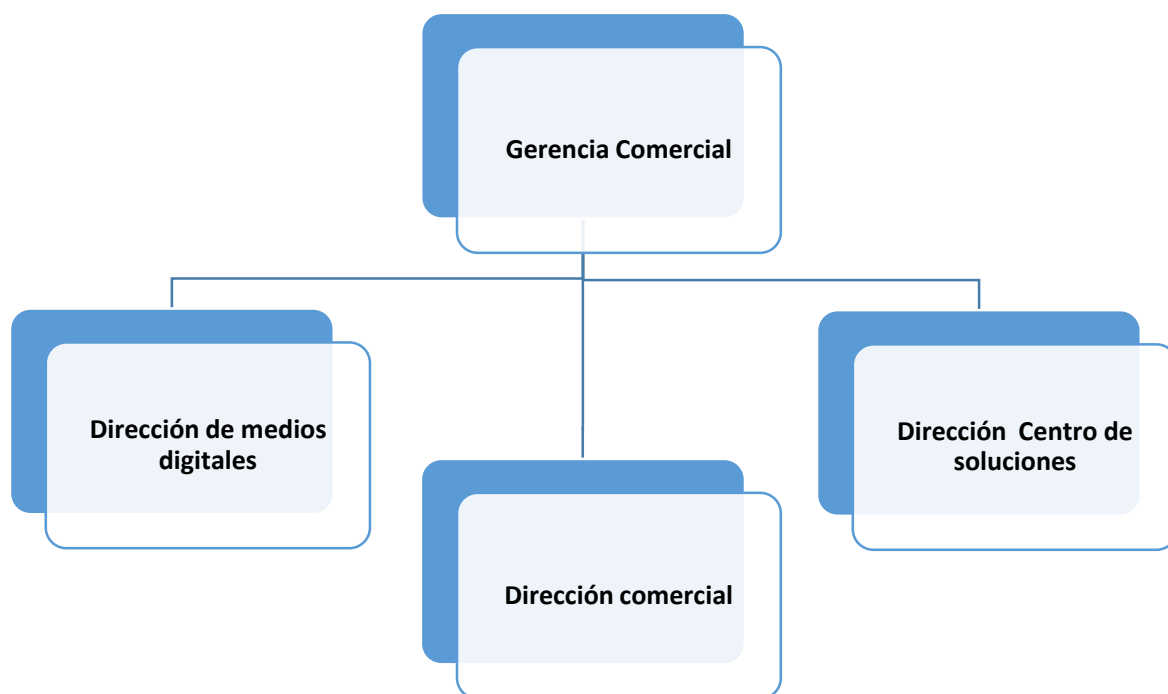 Gerencia Comercial
Dirección de medios
digitales
Dirección Centro de
soluciones
Dirección comercial